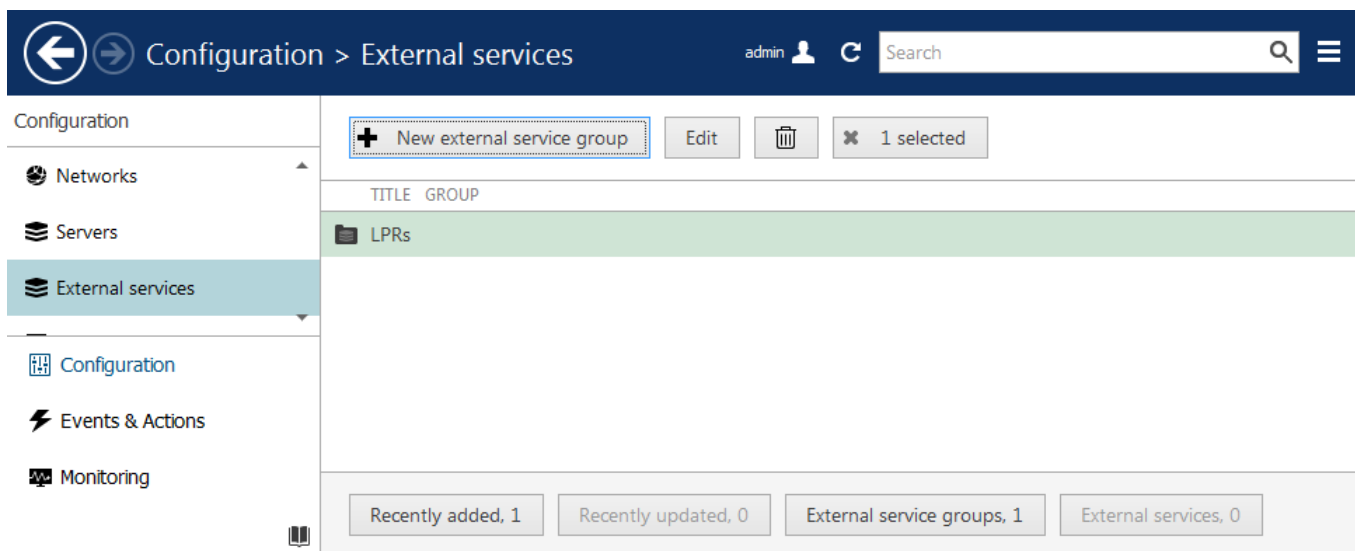 Configuration > External services
admin
Search
Configuration
Networks
Servers
External services
Configuration
Events & Actions
Monitoring
New external service group
Edit
1 selected
TITLE GROUP
LPRs
Recently added, 1
Recently updated, 0
External service groups, 1
External services, 0